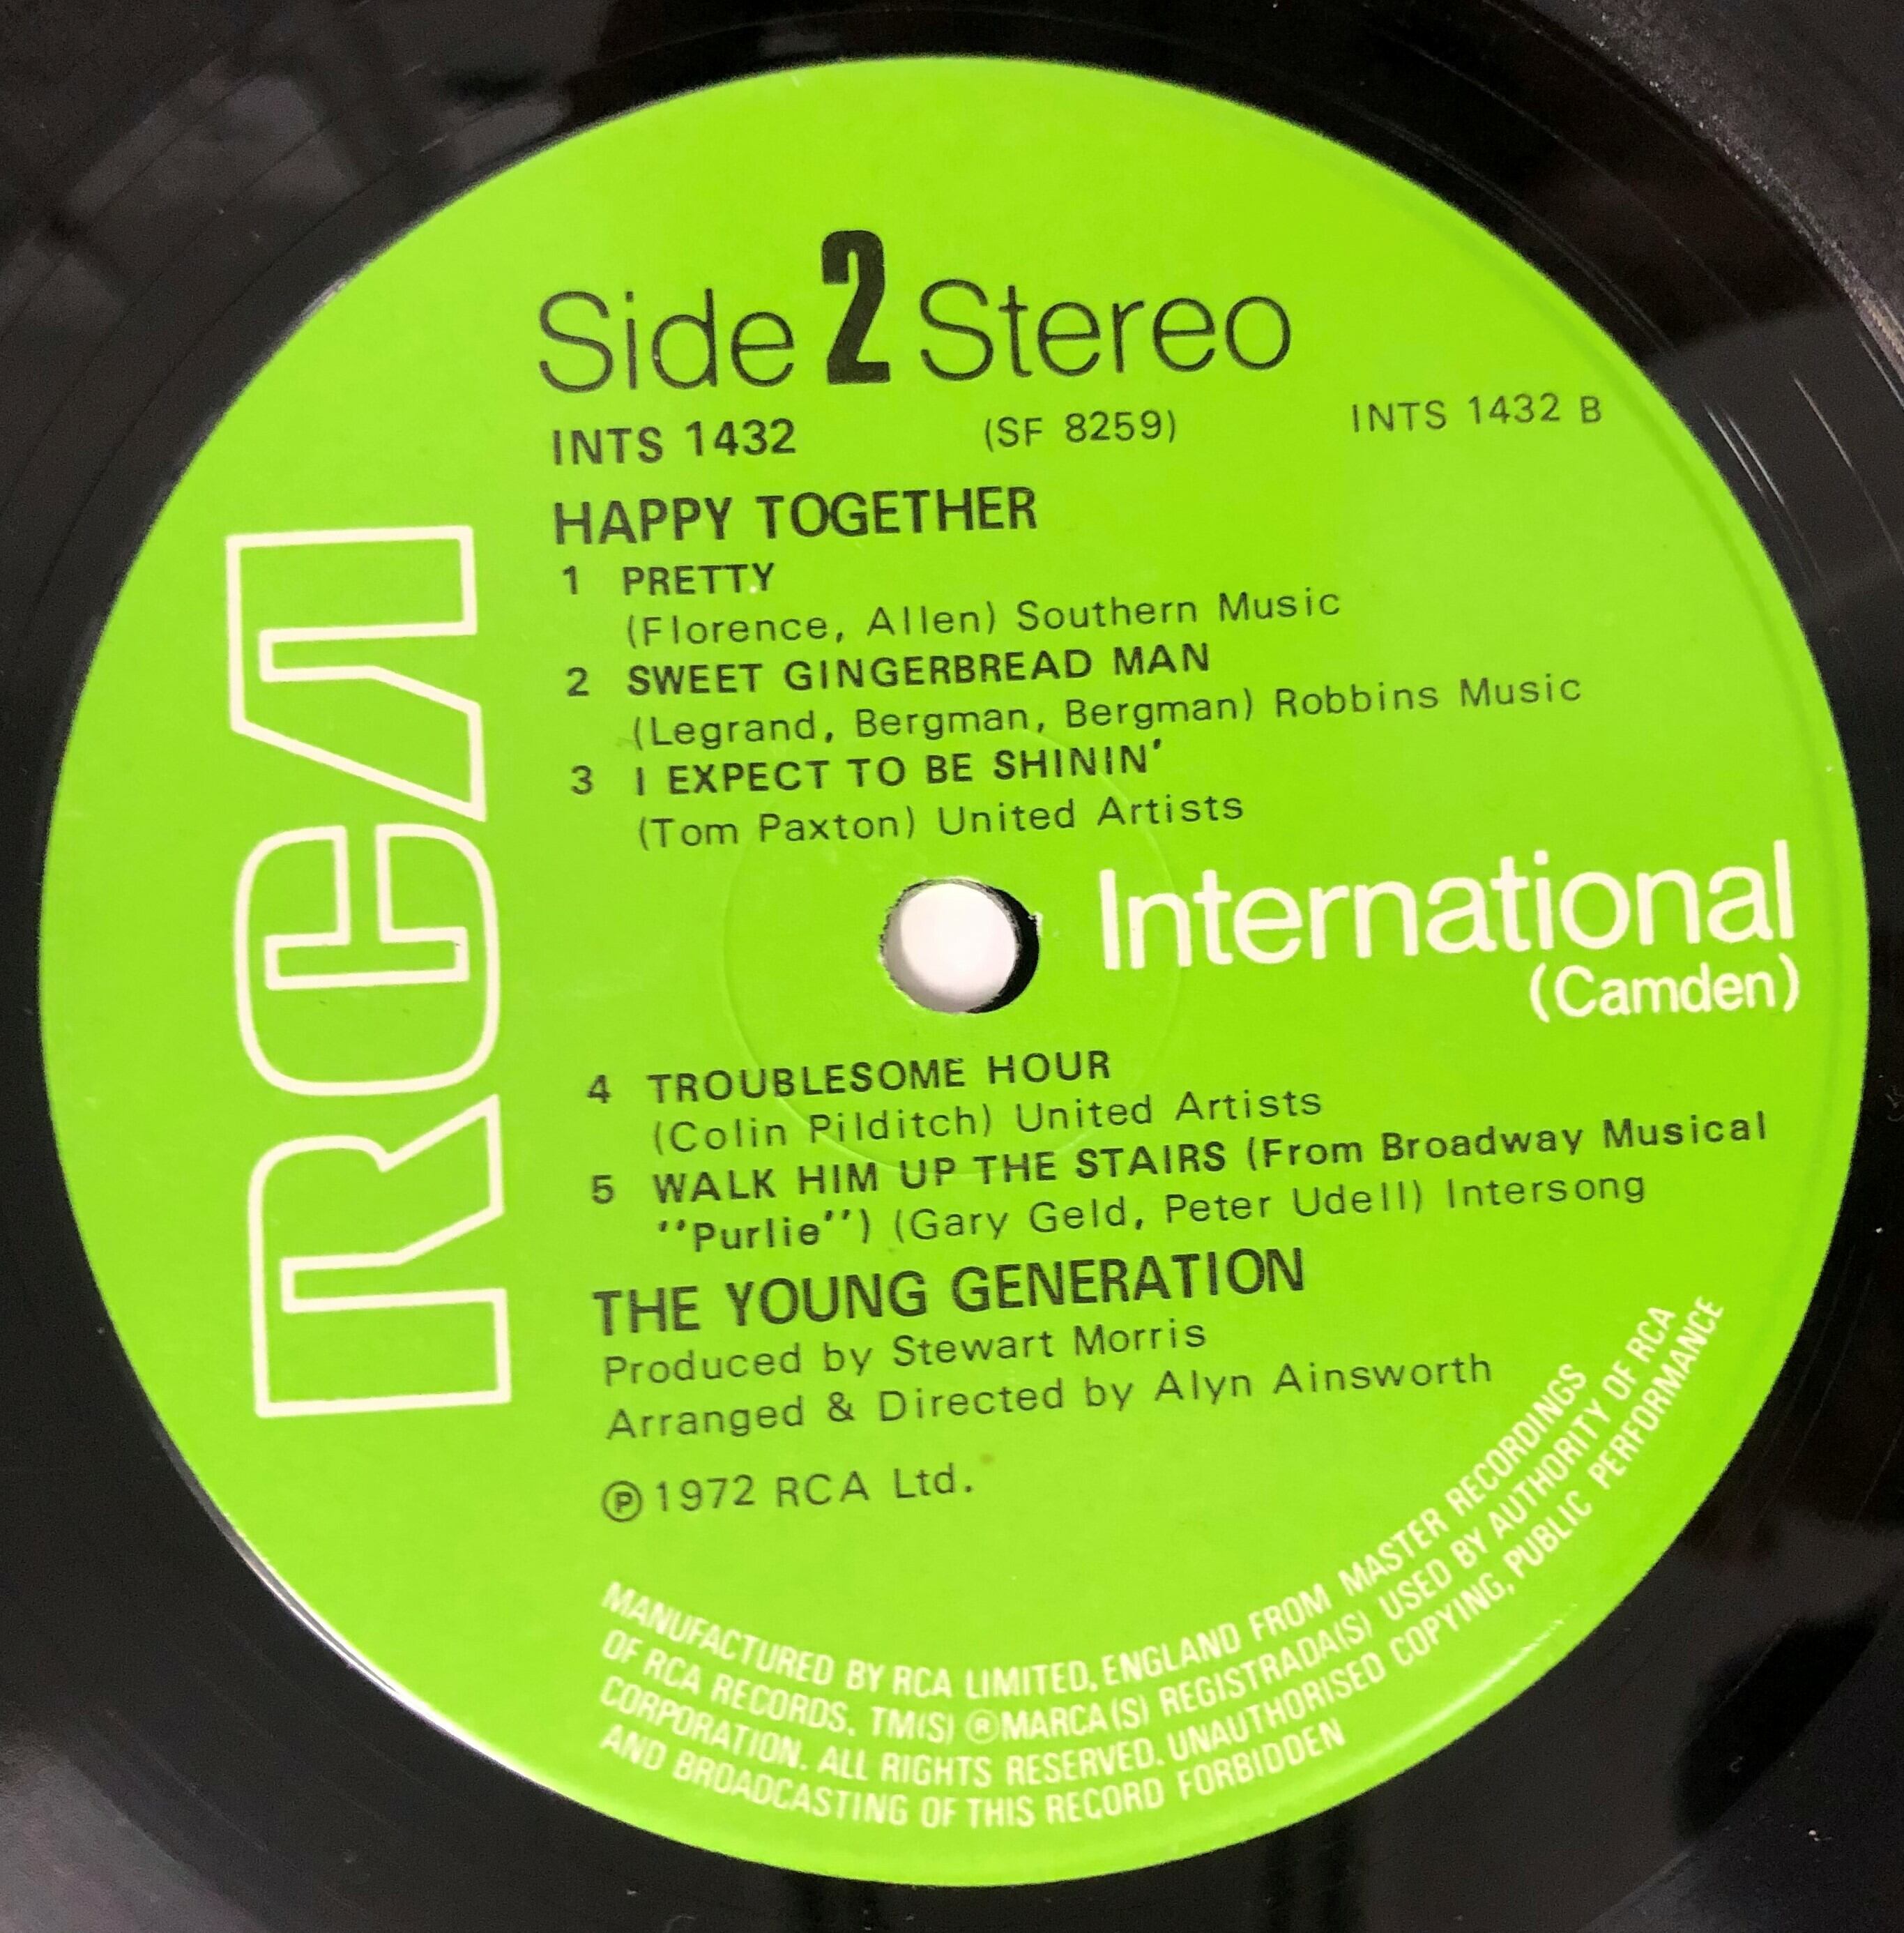 Side 2 Stereo
INTS 1432 (SF 8259) INTS 1432 B
HAPPY TOGETHER
1 PRETTY
(Florence, Allen) Southern Music
2 SWEET GINGERBREAD MAN
(Legrand, Bergman, Bergman) Robbins Music
3 I EXPECT TO BE SHININ'
(Tom Paxton) United Artists
RCA
International
(Camden)
4 TROUBLESOME HOUR
(Colin Pilditch) United Artists
5 WALK HIM UP THE STAIRS (From Broadway Musical
''Purlie'') (Gary Geld, Peter Udell) Intersong
THE YOUNG GENERATION
Produced by Stewart Morris
Arranged & Directed by Alyn Ainsworth
℗ 1972 RCA Ltd.
MANUFACTURED BY RCA LIMITED, ENGLAND FROM MASTER RECORDINGS
OF RCA RECORDS. TM(S) ® MARCA(S) REGISTRADA(S) USED BY AUTHORITY OF RCA
CORPORATION. ALL RIGHTS RESERVED. UNAUTHORISED COPYING, PUBLIC PERFORMANCE
AND BROADCASTING OF THIS RECORD FORBIDDEN